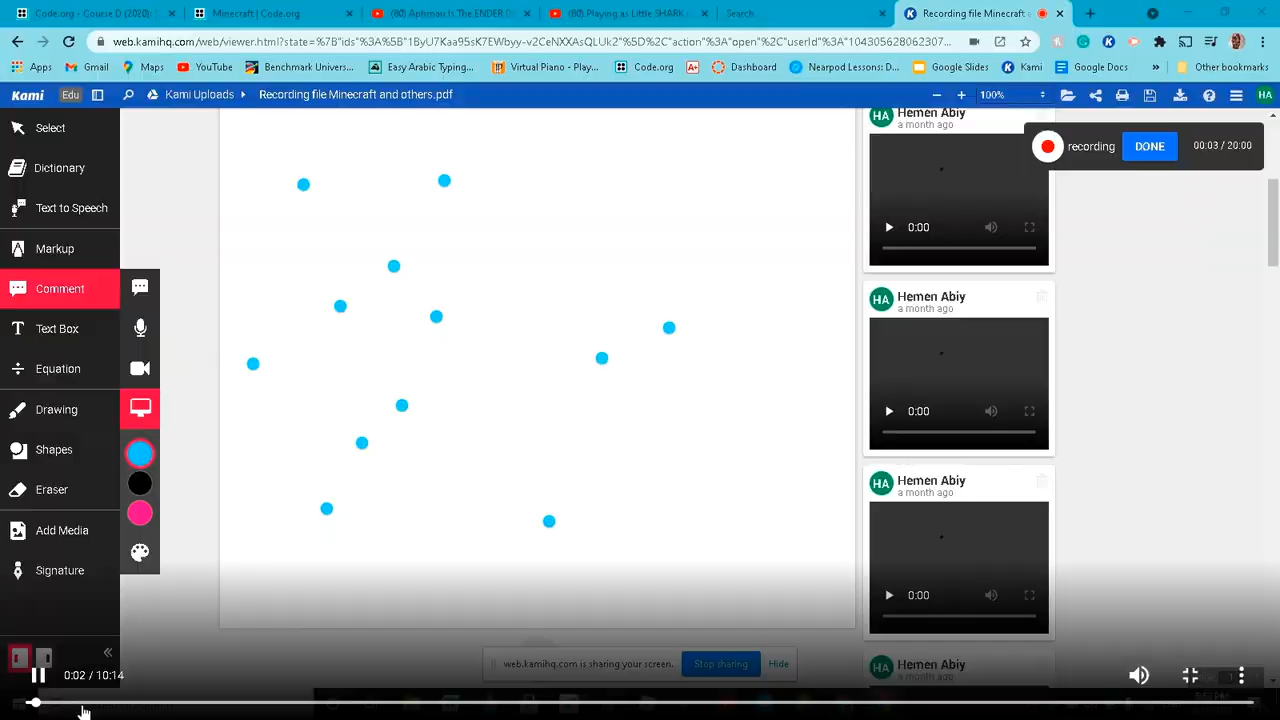 Code.org - Course D (2020):
Minecraft | Code.org
(80) Aphmau Is The ENDER D
(80) Playing as Little SHARK
Search
Recording file Minecraft
web.kamihq.com/web/viewer.html?state=%7B"ids"%3A%5B"1ByU7Kaa95sK7EWbyy-v2CeNXXAsQLUk2"%5D%2C"action"%3A"open"%2C"userId"%3A"104305628062307...
Apps
Gmail
Maps
YouTube
Benchmark Univers...
Easy Arabic Typing...
Virtual Piano - Play...
Code.org
Dashboard
Nearpod Lessons: D...
Google Slides
Kami
Google Docs
»
Other bookmarks
Kami
Edu
Kami Uploads
Recording file Minecraft and others.pdf
100%
HA
Select
Dictionary
Text to Speech
Markup
Comment
Text Box
Equation
Drawing
Shapes
Eraser
Add Media
Signature
HA
Hemen Abiy
a month ago
0:00
recording
DONE
00:03 / 20:00
HA
Hemen Abiy
a month ago
0:00
HA
Hemen Abiy
a month ago
0:00
HA
Hemen Abiy
a month ago
web.kamihq.com is sharing your screen.
Stop sharing
Hide
0:02 / 10:14